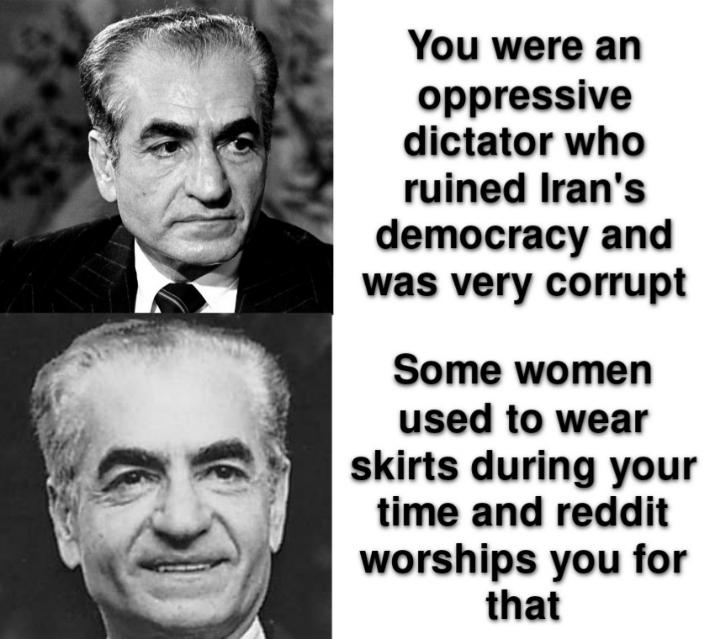 You were an
oppressive
dictator who
ruined Iran's
democracy and
was very corrupt
Some women
used to wear
skirts during your
time and reddit
worships you for
that